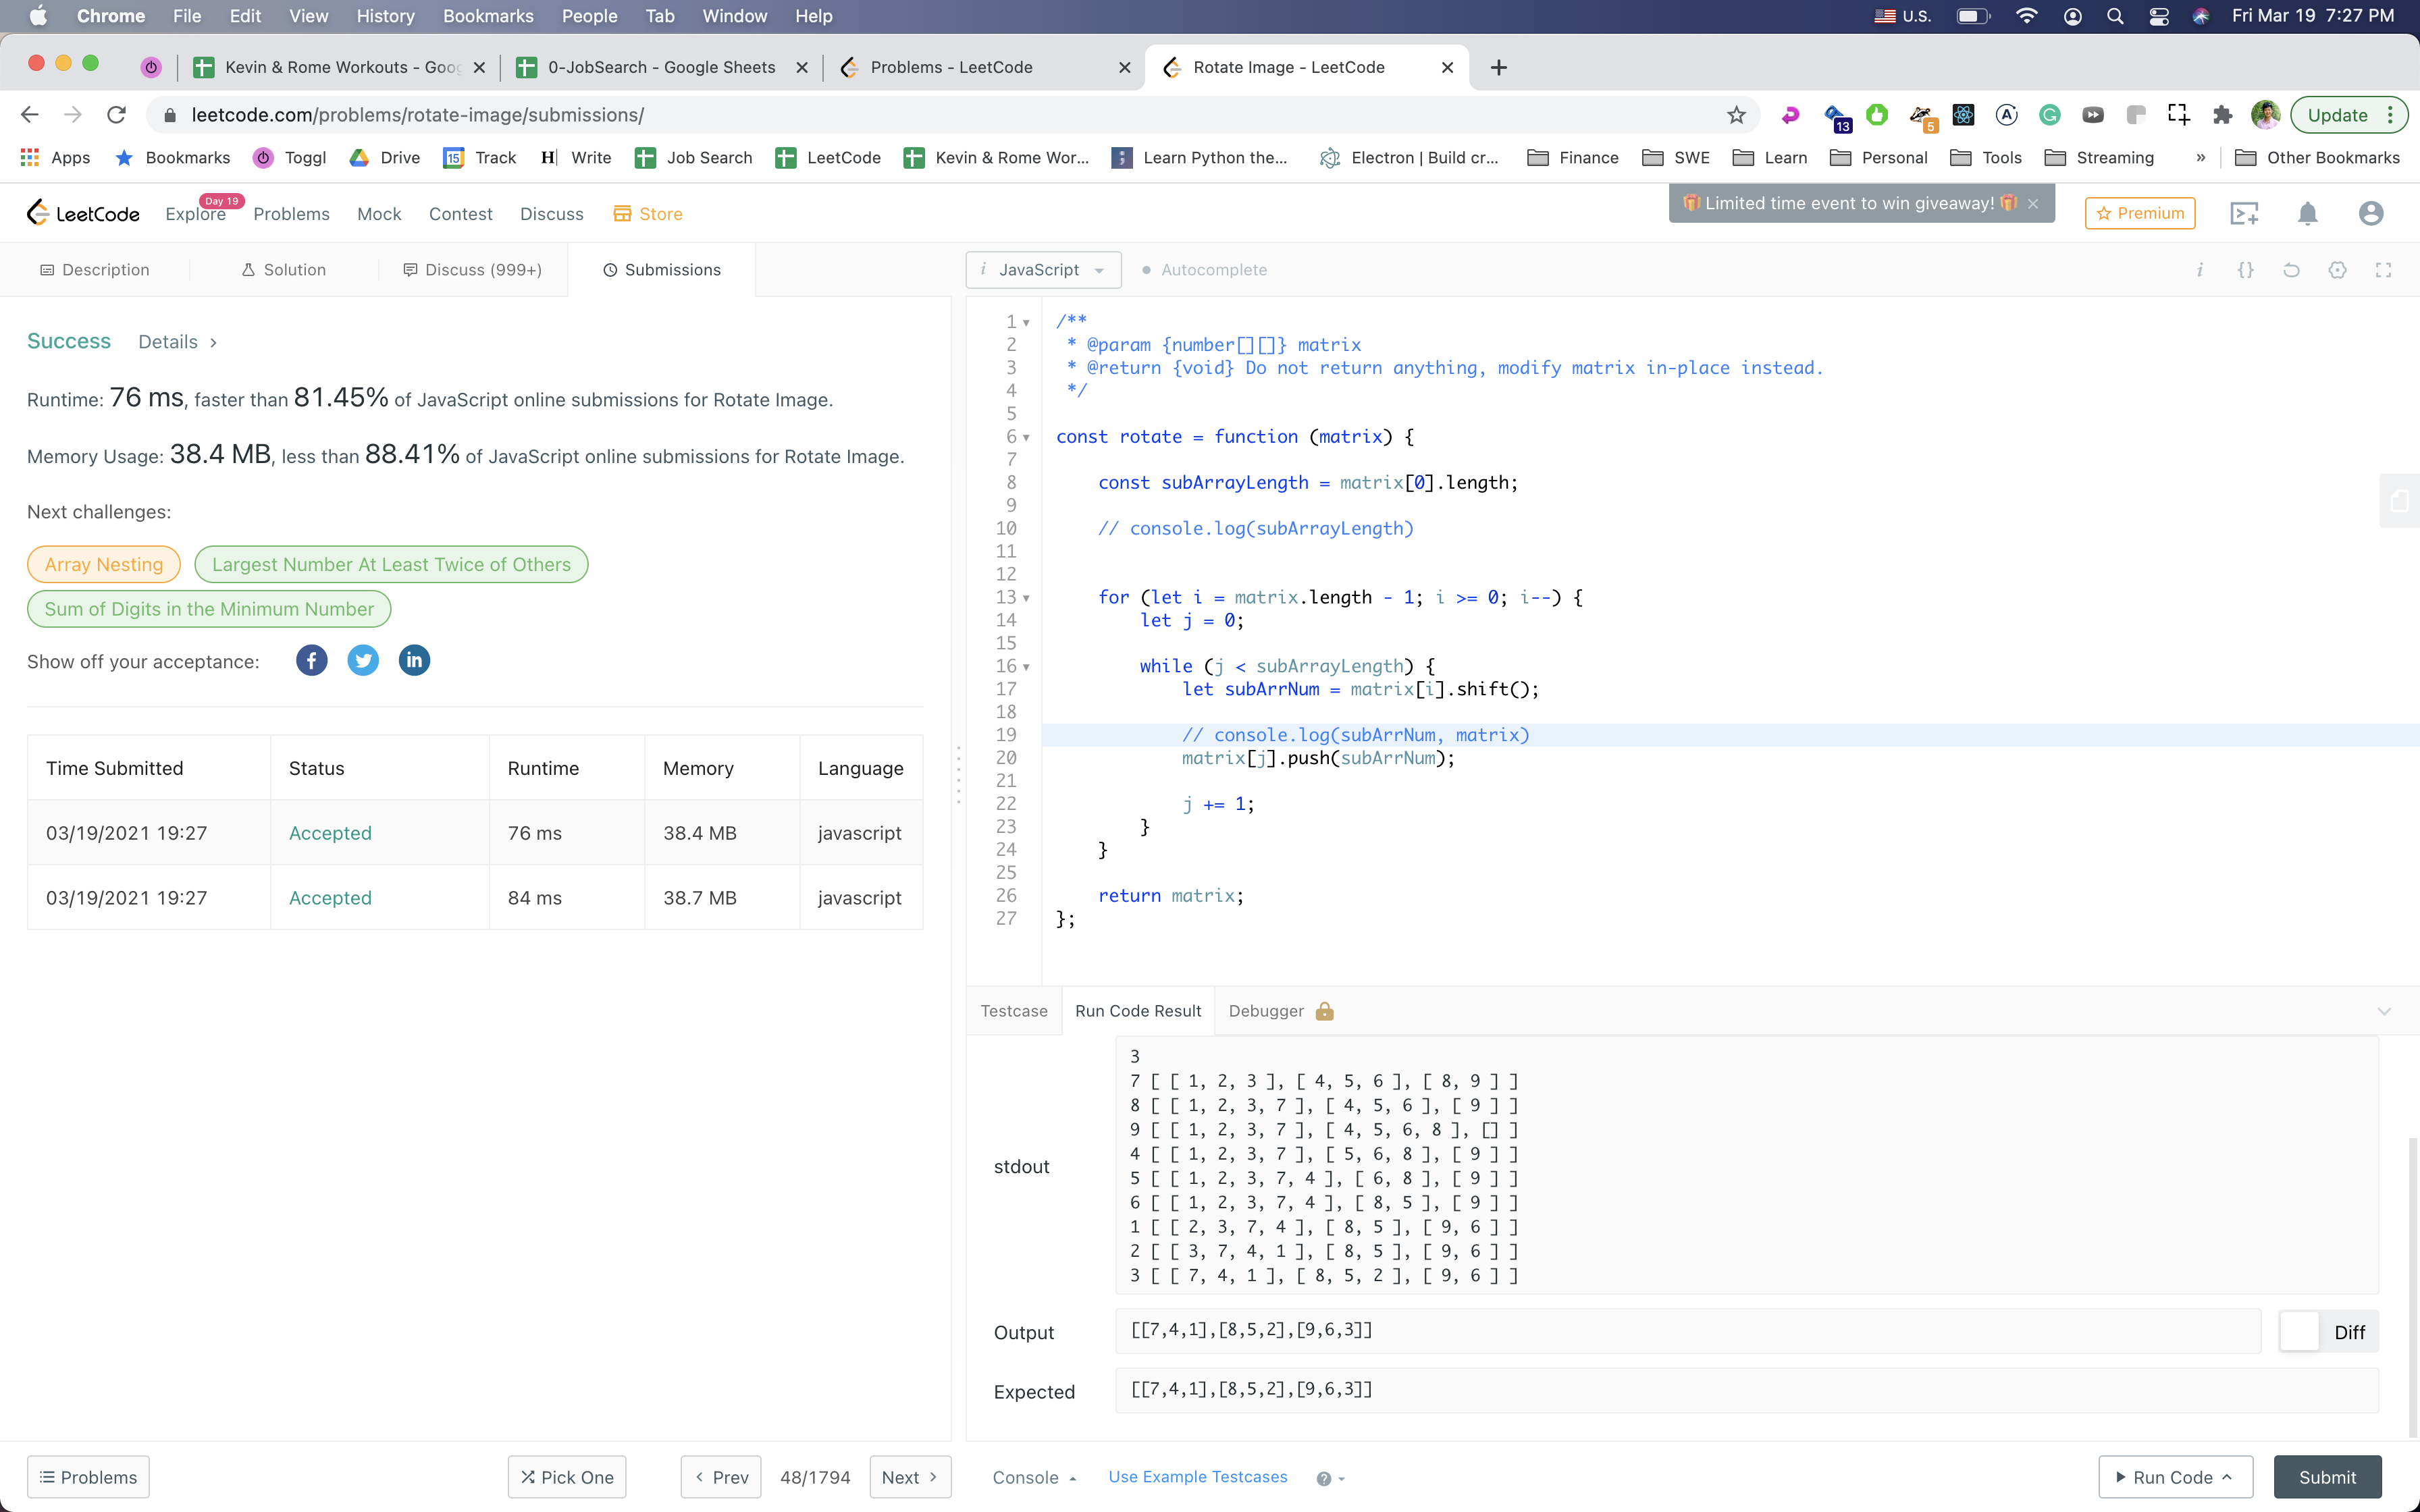 Chrome File Edit View History Bookmarks People Tab Window Help U.S. Fri Mar 19 7:27 PM
Kevin & Rome Workouts - Goog 0-JobSearch - Google Sheets Problems - LeetCode Rotate Image - LeetCode
leetcode.com/problems/rotate-image/submissions/ 13 5 Update
Apps Bookmarks Toggl Drive 15 Track H Write Job Search LeetCode Kevin & Rome Wor... Learn Python the... Electron | Build cr... Finance SWE Learn Personal Tools Streaming » Other Bookmarks
LeetCode Explore Day 19 Problems Mock Contest Discuss Store Limited time event to win giveaway! Premium
Description Solution Discuss (999+) Submissions
Success Details >
Runtime: 76 ms, faster than 81.45% of JavaScript online submissions for Rotate Image.
Memory Usage: 38.4 MB, less than 88.41% of JavaScript online submissions for Rotate Image.
Next challenges:
Array Nesting Largest Number At Least Twice of Others
Sum of Digits in the Minimum Number
Show off your acceptance:
Time Submitted Status Runtime Memory Language
03/19/2021 19:27 Accepted 76 ms 38.4 MB javascript
03/19/2021 19:27 Accepted 84 ms 38.7 MB javascript
i JavaScript Autocomplete i {}
1 /**
2 * @param {number[][]} matrix
3 * @return {void} Do not return anything, modify matrix in-place instead.
4 */
5
6 const rotate = function (matrix) {
7
8 const subArrayLength = matrix[0].length;
9
10 // console.log(subArrayLength)
11
12
13 for (let i = matrix.length - 1; i >= 0; i--) {
14 let j = 0;
15
16 while (j < subArrayLength) {
17 let subArrNum = matrix[i].shift();
18
19 // console.log(subArrNum, matrix)
20 matrix[j].push(subArrNum);
21
22 j += 1;
23 }
24 }
25
26 return matrix;
27 };
Testcase Run Code Result Debugger
stdout
3
7 [ [ 1, 2, 3 ], [ 4, 5, 6 ], [ 8, 9 ] ]
8 [ [ 1, 2, 3, 7 ], [ 4, 5, 6 ], [ 9 ] ]
9 [ [ 1, 2, 3, 7 ], [ 4, 5, 6, 8 ], [] ]
4 [ [ 1, 2, 3, 7 ], [ 5, 6, 8 ], [ 9 ] ]
5 [ [ 1, 2, 3, 7, 4 ], [ 6, 8 ], [ 9 ] ]
6 [ [ 1, 2, 3, 7, 4 ], [ 8, 5 ], [ 9 ] ]
1 [ [ 2, 3, 7, 4 ], [ 8, 5 ], [ 9, 6 ] ]
2 [ [ 3, 7, 4, 1 ], [ 8, 5 ], [ 9, 6 ] ]
3 [ [ 7, 4, 1 ], [ 8, 5, 2 ], [ 9, 6 ] ]
Output [[7,4,1],[8,5,2],[9,6,3]] Diff
Expected [[7,4,1],[8,5,2],[9,6,3]]
Problems Pick One < Prev 48/1794 Next > Console Use Example Testcases ? Run Code Submit